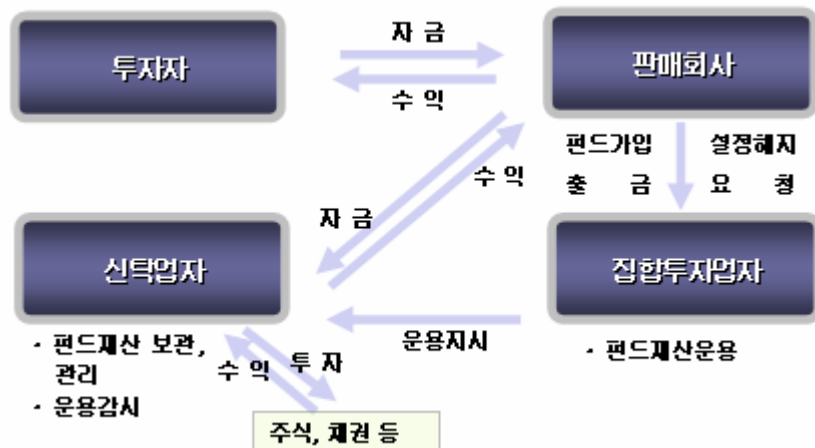 투자자
자 금
수 익
판매회사
펀드가입 설정해지
출 금 요 청
수 익
자 금
신탁업자
집합투자업자
운용지시
· 펀드재산 보관,
관리
· 운용감시
수 익
투 자
· 펀드재산운용
주식, 채권 등